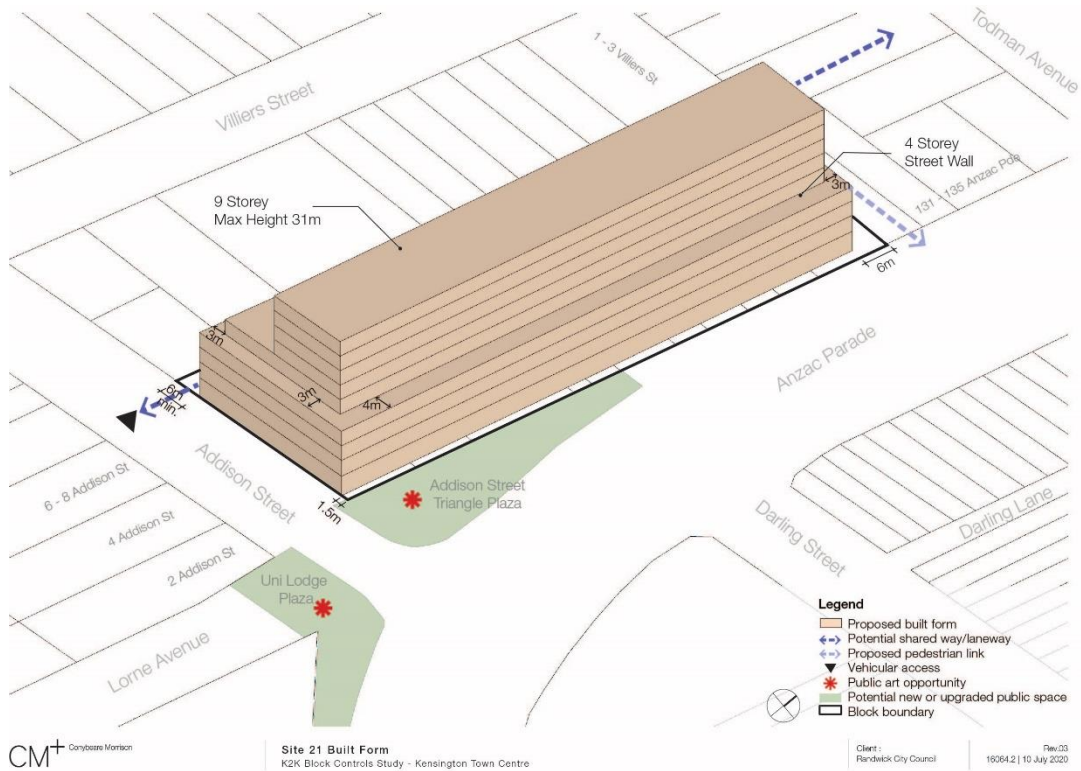 Todman Avenue
1 - 3 Villiers St
Villiers Street
4 Storey
Street Wall
9 Storey
Max Height 31m
3m
131 - 135 Anzac Pde
6m
Anzac Parade
3m
3m
4m
6m
min.
Addison Street
1.5m
Addison Street
Triangle Plaza
6 - 8 Addison St
4 Addison St
2 Addison St
Darling Street
Darling Lane
Uni Lodge
Plaza
Lorne Avenue
Legend
Proposed built form
Potential shared way/laneway
Proposed pedestrian link
Vehicular access
Public art opportunity
Potential new or upgraded public space
Block boundary
CM+ Conybeare Morrison
Site 21 Built Form
K2K Block Controls Study - Kensington Town Centre
Client :
Randwick City Council
Rev.03
16064.2 | 10 July 2020